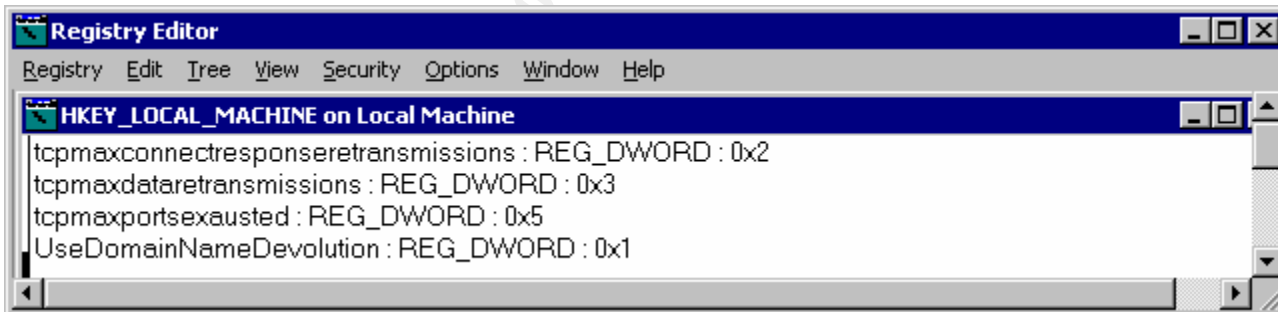 Registry Editor
Registry Edit Tree View Security Options Window Help
HKEY_LOCAL_MACHINE on Local Machine
tcpmaxconnectresponseretransmissions : REG_DWORD : 0x2
tcpmaxdataretransmissions : REG_DWORD : 0x3
tcpmaxportsexausted : REG_DWORD : 0x5
UseDomainNameDevolution : REG_DWORD : 0x1